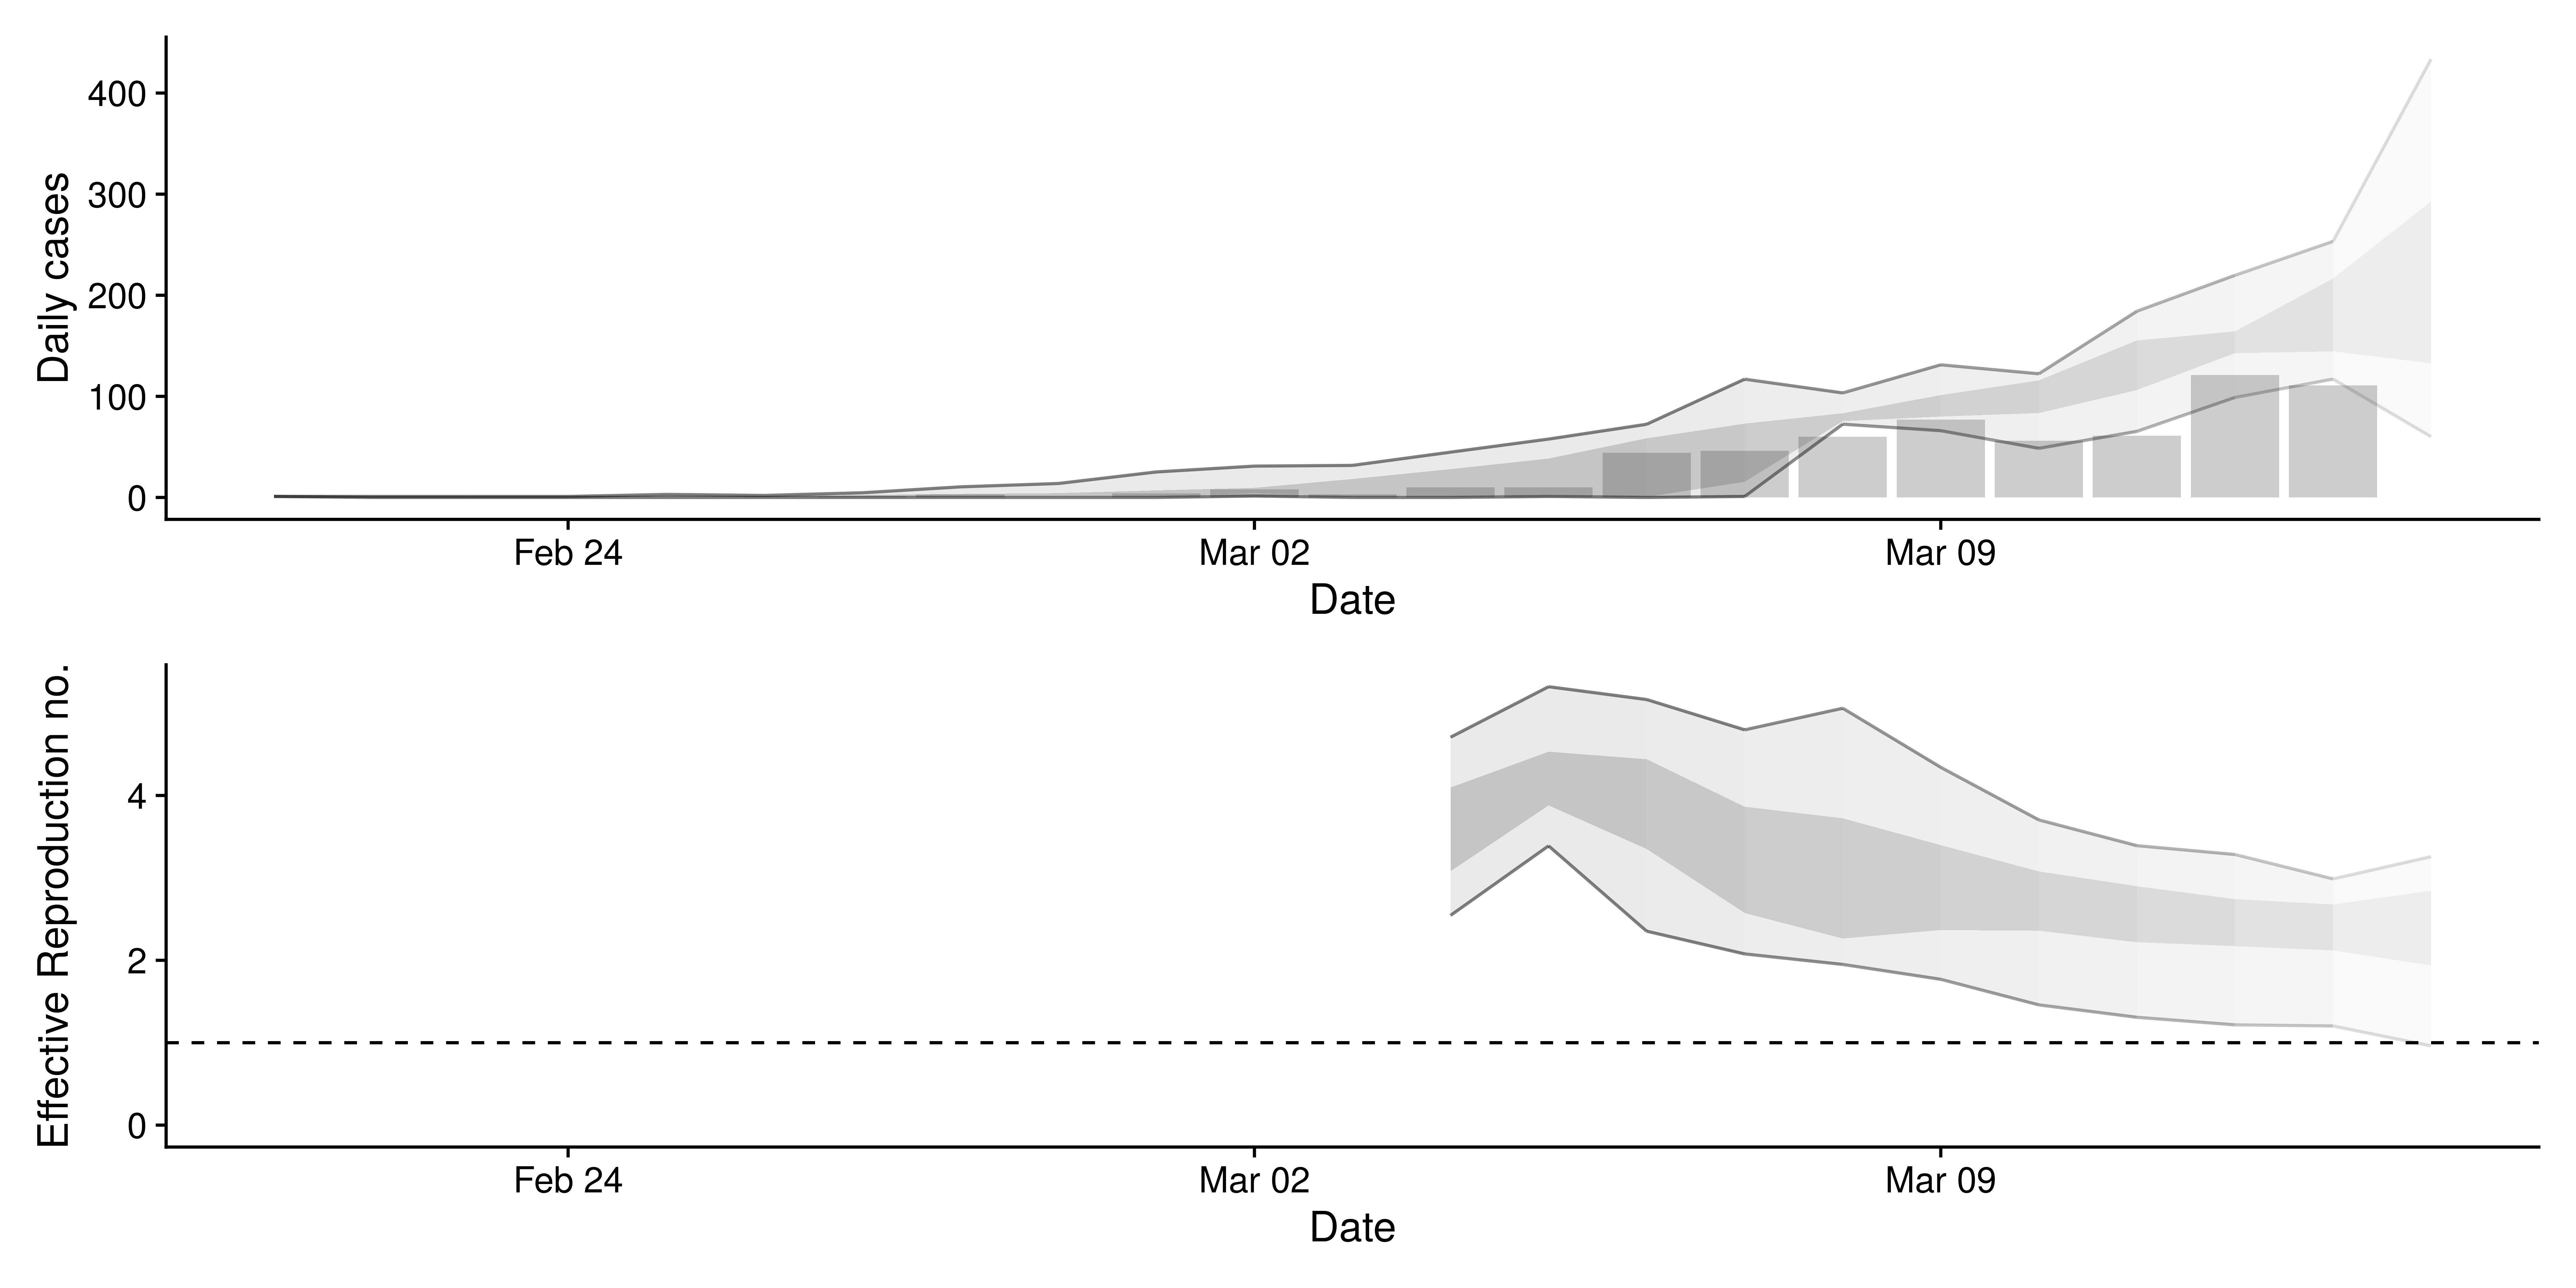 Daily cases
400
300
200
100
0
Feb 24 Mar 02 Mar 09
Date
Effective Reproduction no.
4
2
0
Feb 24 Mar 02 Mar 09
Date